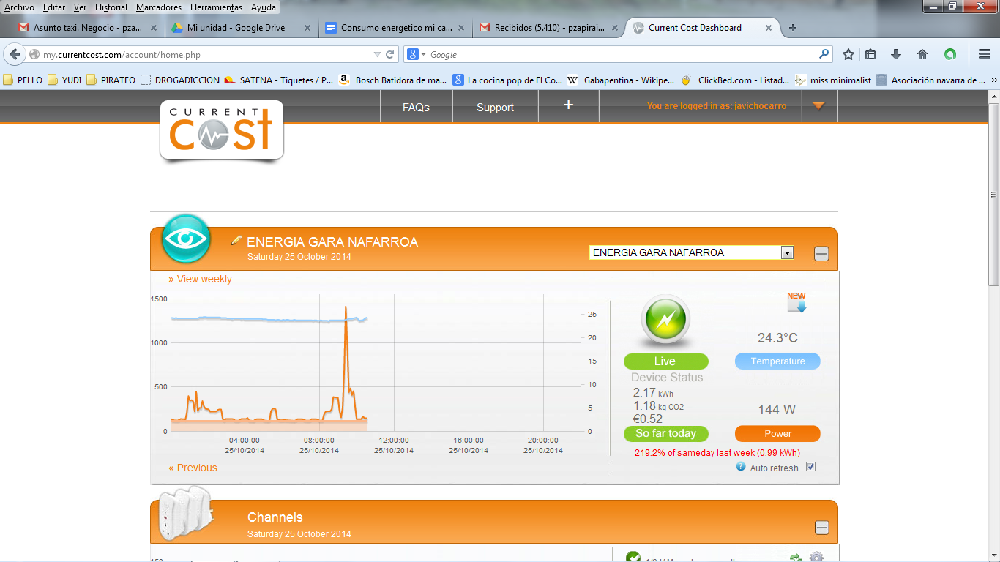 Archivo Editar Ver Historial Marcadores Herramientas Ayuda
Asunto taxi. Negocio - pza... Mi unidad - Google Drive Consumo energetico mi ca... Recibidos (5.410) - pzapirai... Current Cost Dashboard
my.currentcost.com/account/home.php Google
PELLO YUDI PIRATEO DROGADICCION SATENA - Tiquetes / P... Bosch Batidora de ma... La cocina pop de El Co... Gabapentina - Wikipe... ClickBed.com - Listad... miss minimalist Asociación navarra de ... »
FAQs Support + You are logged in as: javichocarro
CURRENT
cost
ENERGIA GARA NAFARROA
Saturday 25 October 2014
ENERGIA GARA NAFARROA
» View weekly
1500
1000
500
0
25
20
15
10
5
0
04:00:00 08:00:00 12:00:00 16:00:00 20:00:00
25/10/2014 25/10/2014 25/10/2014 25/10/2014 25/10/2014
« Previous
NEW
24.3°C
Live Temperature
Device Status
2.17 kWh
1.18 kg CO2
144 W
€0.52
So far today Power
219.2% of sameday last week (0.99 kWh)
Auto refresh
Channels
Saturday 25 October 2014